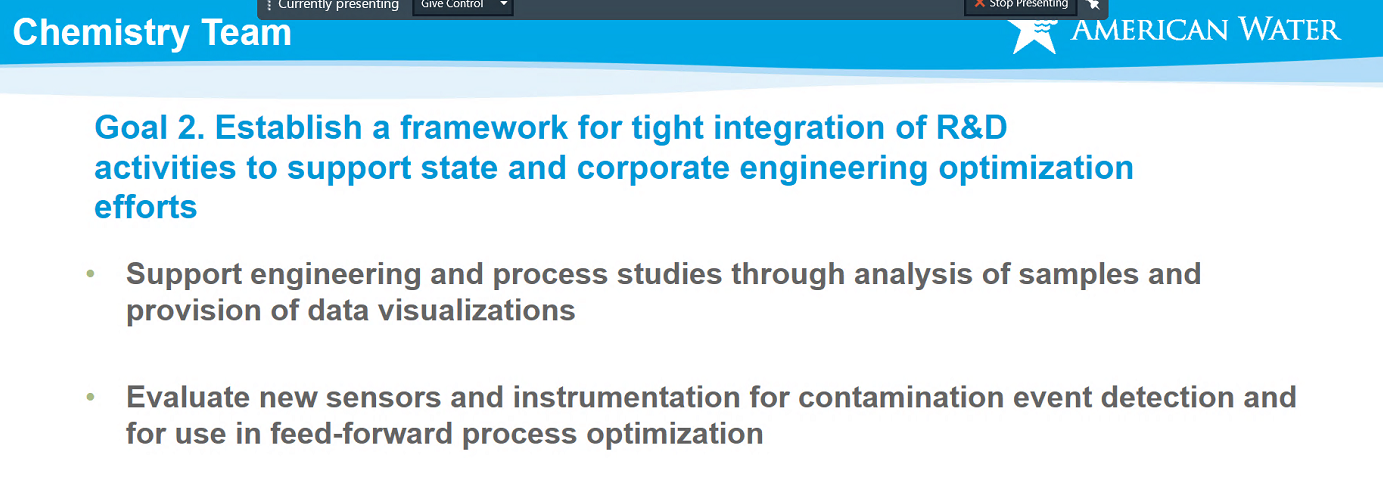 Currently presenting Give Control Stop Presenting
Chemistry Team
AMERICAN WATER
Goal 2. Establish a framework for tight integration of R&D
activities to support state and corporate engineering optimization
efforts
• Support engineering and process studies through analysis of samples and
provision of data visualizations
• Evaluate new sensors and instrumentation for contamination event detection and
for use in feed-forward process optimization